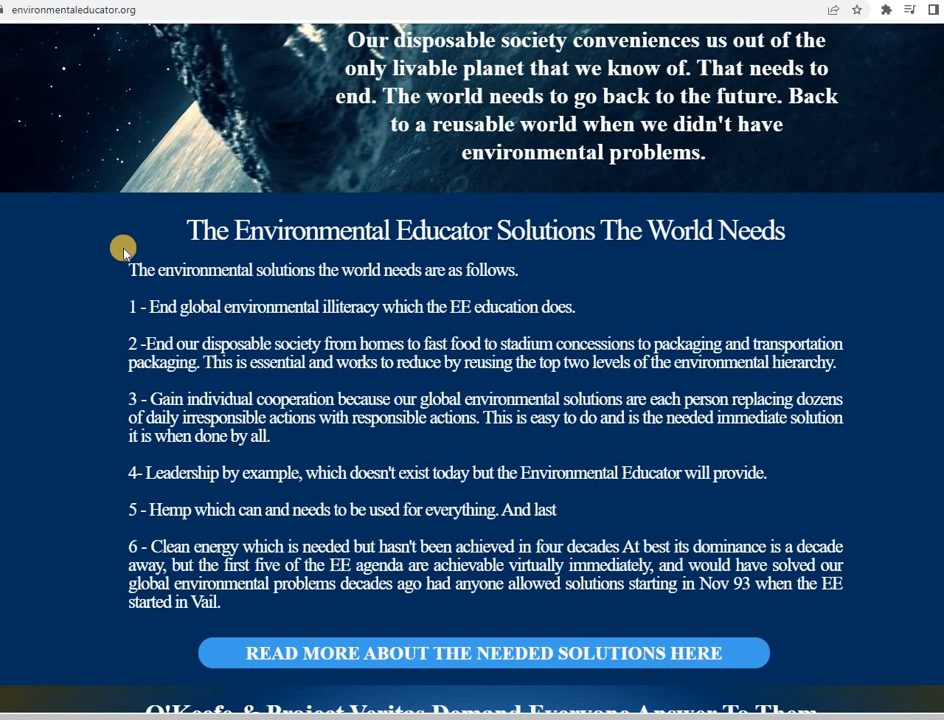 environmentaleducator.org
Our disposable society conveniences us out of the
only livable planet that we know of. That needs to
end. The world needs to go back to the future. Back
to a reusable world when we didn't have
environmental problems.
The Environmental Educator Solutions The World Needs
The environmental solutions the world needs are as follows.
1 - End global environmental illiteracy which the EE education does.
2 -End our disposable society from homes to fast food to stadium concessions to packaging and transportation
packaging. This is essential and works to reduce by reusing the top two levels of the environmental hierarchy.
3 - Gain individual cooperation because our global environmental solutions are each person replacing dozens
of daily irresponsible actions with responsible actions. This is easy to do and is the needed immediate solution
it is when done by all.
4- Leadership by example, which doesn't exist today but the Environmental Educator will provide.
5 - Hemp which can and needs to be used for everything. And last
6 - Clean energy which is needed but hasn't been achieved in four decades At best its dominance is a decade
away, but the first five of the EE agenda are achievable virtually immediately, and would have solved our
global environmental problems decades ago had anyone allowed solutions starting in Nov 93 when the EE
started in Vail.
READ MORE ABOUT THE NEEDED SOLUTIONS HERE
O'Keefe & Project Veritas Demand Everyone Answer To Them